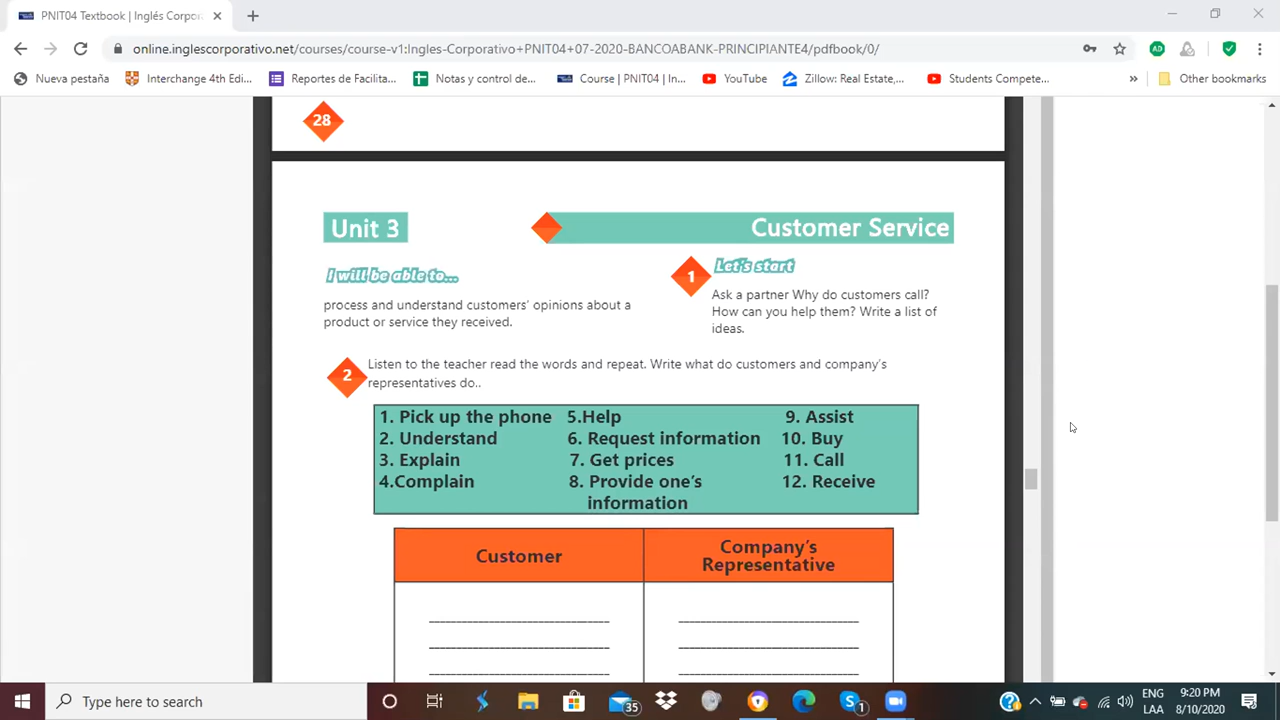 PNIT04 Textbook | Inglés Corpor
online.inglescorporativo.net/courses/course-v1:Ingles-Corporativo+PNIT04+07-2020-BANCOABANK-PRINCIPIANTE4/pdfbook/0/
Nueva pestaña
Interchange 4th Edi...
Reportes de Facilita...
Notas y control de...
Course | PNIT04 | In...
YouTube
Zillow: Real Estate,...
Students Compete...
»
Other bookmarks
28
Unit 3
Customer Service
I will be able to...
process and understand customers' opinions about a
product or service they received.
1
Let's start
Ask a partner Why do customers call?
How can you help them? Write a list of
ideas.
2
Listen to the teacher read the words and repeat. Write what do customers and company's
representatives do..
1. Pick up the phone
2. Understand
3. Explain
4.Complain
5.Help
6. Request information
7. Get prices
8. Provide one's
information
9. Assist
10. Buy
11. Call
12. Receive
Customer
Company's
Representative
Type here to search
35
1
ENG
LAA
9:20 PM
8/10/2020